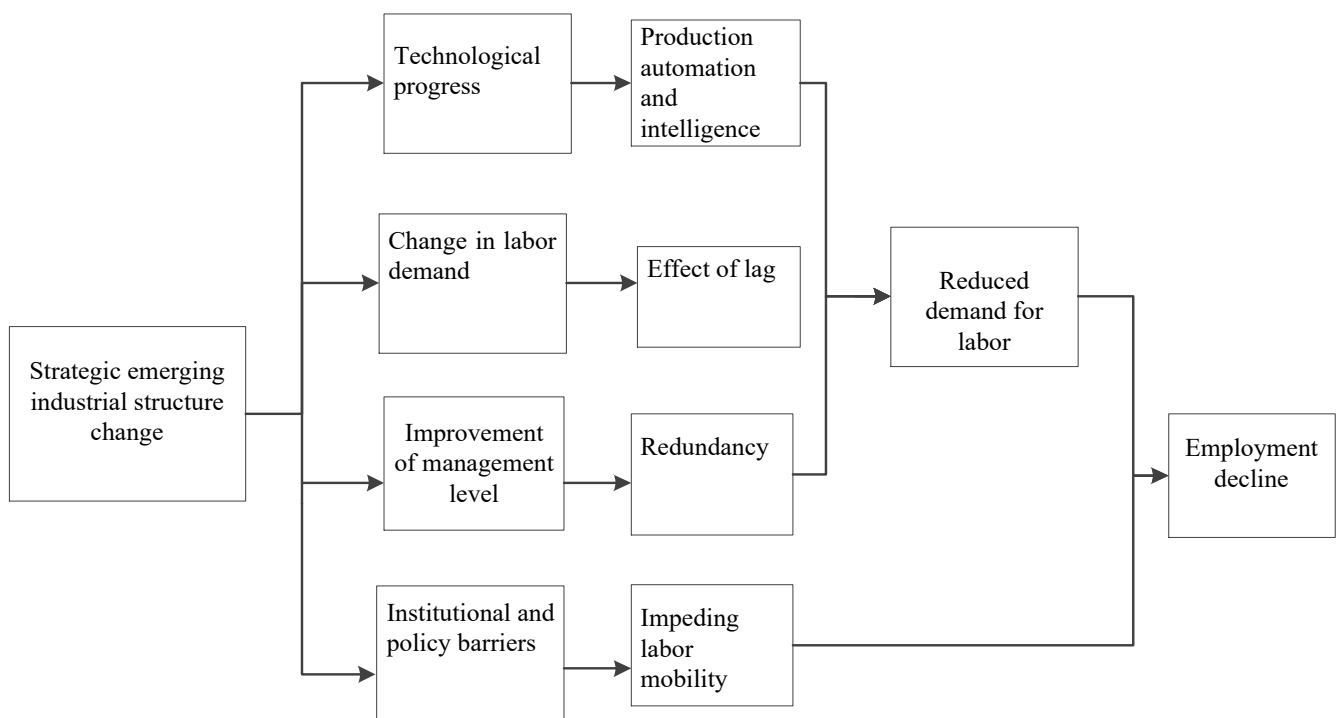 Technological
progress
Production
automation
and
intelligence
Change in labor
demand
Effect of lag
Reduced
demand for
labor
Strategic emerging
industrial structure
change
Improvement
of management
level
Redundancy
Employment
decline
Institutional and
policy barriers
Impeding
labor
mobility